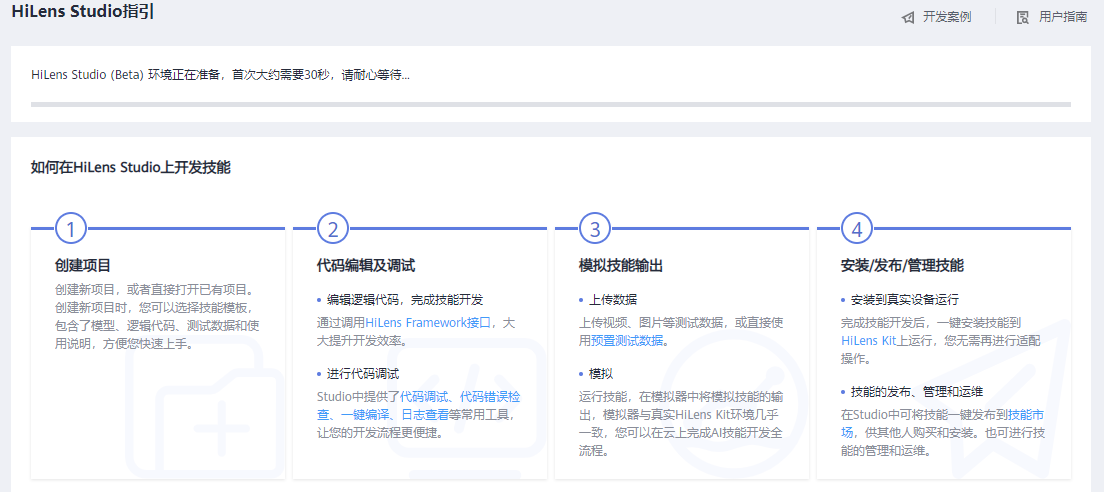 HiLens Studio指引
开发案例
用户指南
HiLens Studio (Beta) 环境正在准备，首次大约需要30秒，请耐心等待...
如何在HiLens Studio上开发技能
1
创建项目
创建新项目，或者直接打开已有项目。
创建新项目时，您可以选择技能模板，
包含了模型、逻辑代码、测试数据和使
用说明，方便您快速上手。
2
代码编辑及调试
编辑逻辑代码，完成技能开发
通过调用HiLens Framework接口，大
大提升开发效率。
进行代码调试
Studio中提供了代码调试、代码错误检
查、一键编译、日志查看等常用工具，
让您的开发流程更便捷。
3
模拟技能输出
上传数据
上传视频、图片等测试数据，或直接使
用预置测试数据。
模拟
运行技能，在模拟器中将模拟技能的输
出，模拟器与真实HiLens Kit环境几乎
一致，您可以在云上完成AI技能开发全
流程。
4
安装/发布/管理技能
安装到真实设备运行
完成技能开发后，一键安装技能到
HiLens Kit上运行，您无需再进行适配
操作。
技能的发布、管理和运维
在Studio中可将技能一键发布到技能市
场，供其他人购买和安装。也可进行技
能的管理和运维。